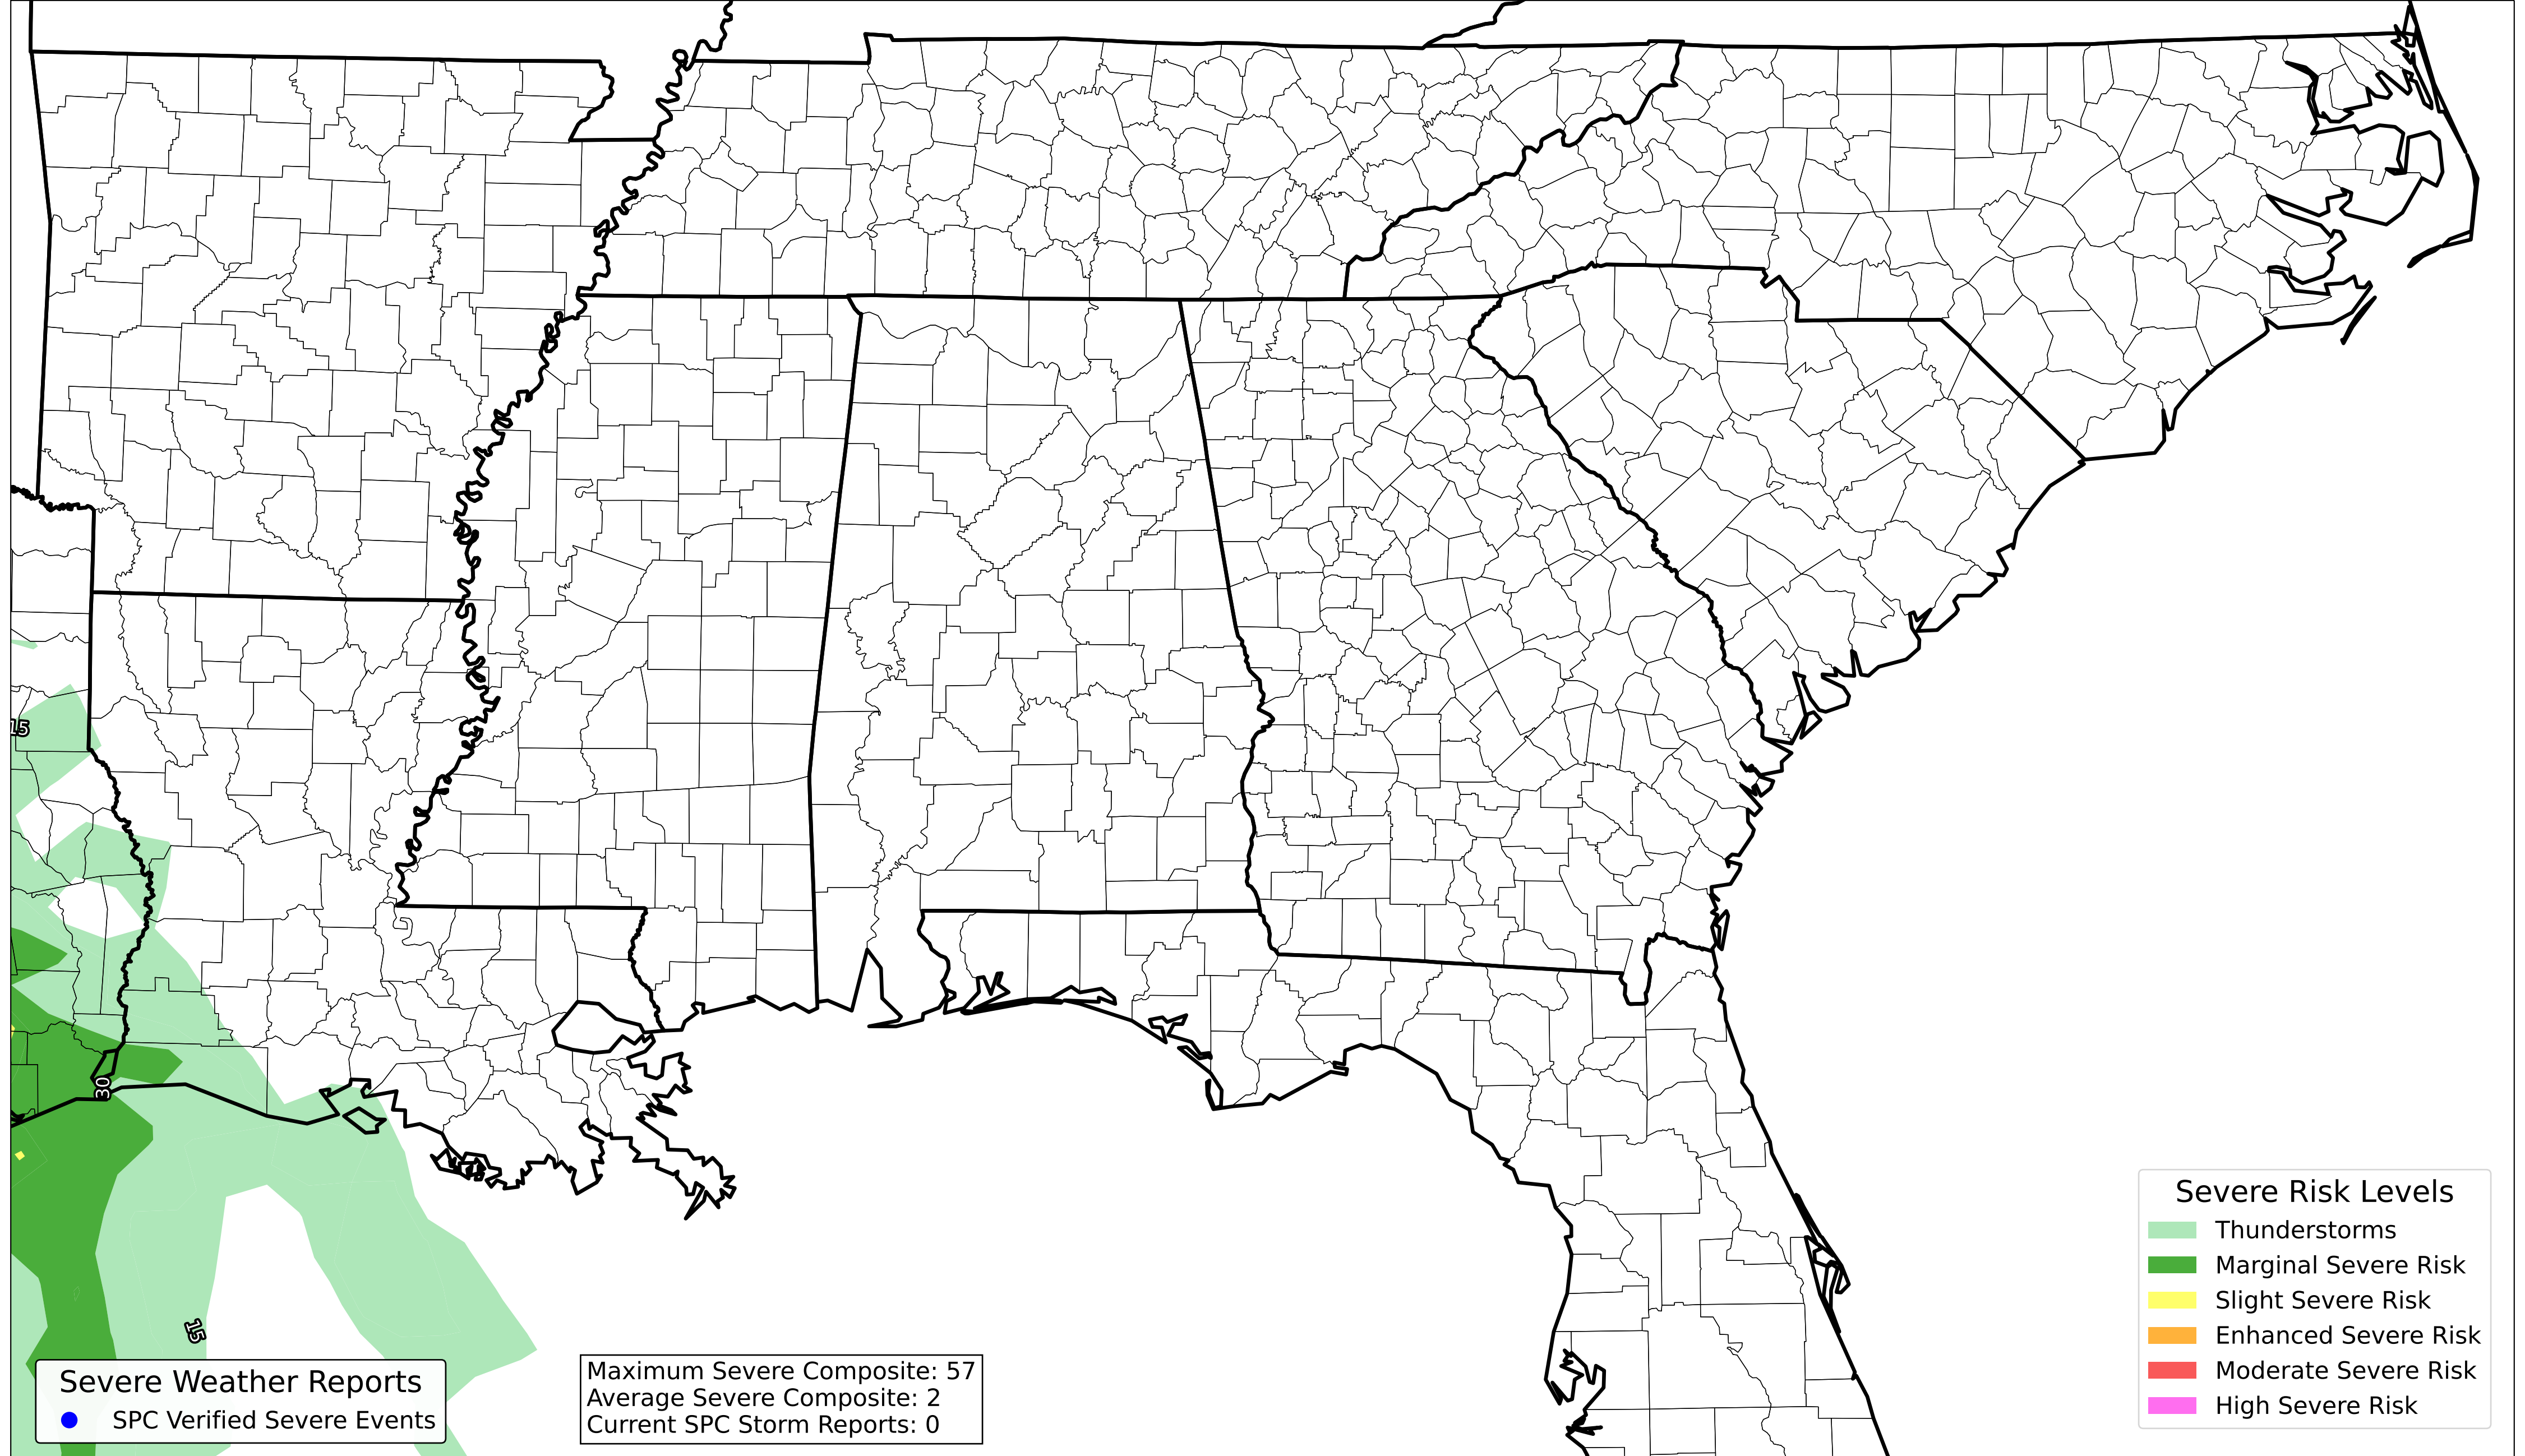 15
30
15
Severe Weather Reports
SPC Verified Severe Events
Maximum Severe Composite: 57
Average Severe Composite: 2
Current SPC Storm Reports: 0
Severe Risk Levels
Thunderstorms
Marginal Severe Risk
Slight Severe Risk
Enhanced Severe Risk
Moderate Severe Risk
High Severe Risk